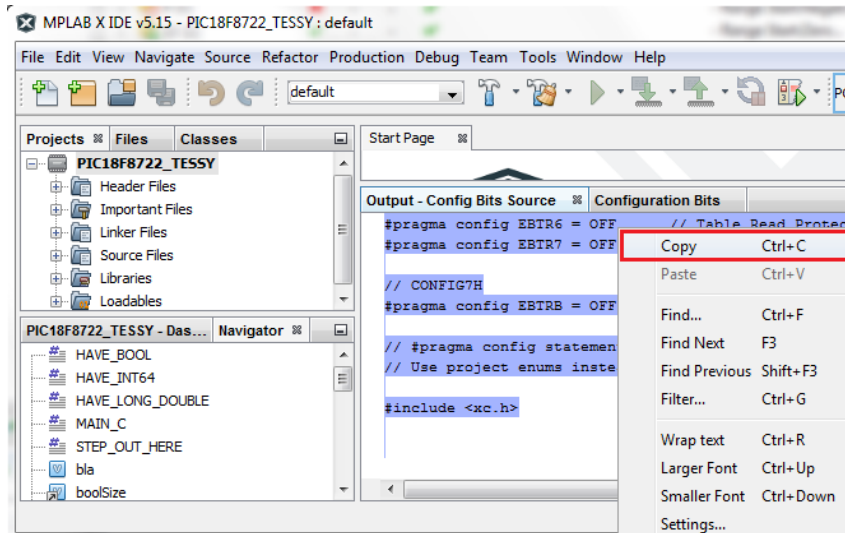 MPLAB X IDE v5.15 - PIC18F8722_TESSY : default
File Edit View Navigate Source Refactor Production Debug Team Tools Window Help
default
Projects Files Classes
PIC18F8722_TESSY
Header Files
Important Files
Linker Files
Source Files
Libraries
Loadables
PIC18F8722_TESSY - Das... Navigator
HAVE_BOOL
HAVE_INT64
HAVE_LONG_DOUBLE
MAIN_C
STEP_OUT_HERE
bla
boolSize
Start Page
Output - Config Bits Source Configuration Bits
#pragma config EBTR6 = OFF // Table Read Protec
#pragma config EBTR7 = OFF
// CONFIG7H
#pragma config EBTRB = OFF
// #pragma config statemen
// Use project enums inste
#include <xc.h>
Copy Ctrl+C
Paste Ctrl+V
Find... Ctrl+F
Find Next F3
Find Previous Shift+F3
Filter... Ctrl+G
Wrap text Ctrl+R
Larger Font Ctrl+Up
Smaller Font Ctrl+Down
Settings...